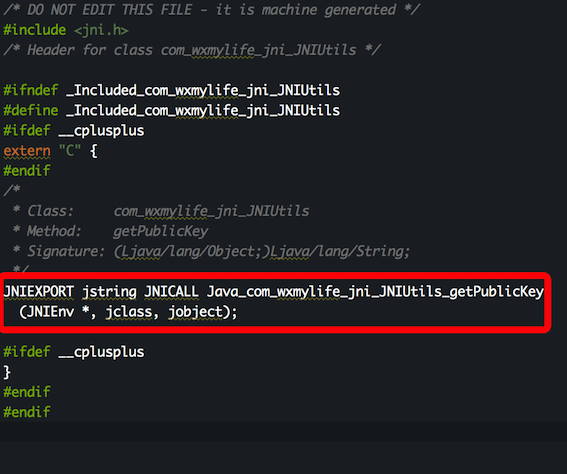 /* DO NOT EDIT THIS FILE - it is machine generated */
#include <jni.h>
/* Header for class com_wxmylife_jni_JNIUtils */
#ifndef _Included_com_wxmylife_jni_JNIUtils
#define _Included_com_wxmylife_jni_JNIUtils
#ifdef __cplusplus
extern "C" {
#endif
/*
 * Class:     com_wxmylife_jni_JNIUtils
 * Method:    getPublicKey
 * Signature: (Ljava/lang/Object;)Ljava/lang/String;
 */
JNIEXPORT jstring JNICALL Java_com_wxmylife_jni_JNIUtils_getPublicKey
  (JNIEnv *, jclass, jobject);
#ifdef __cplusplus
}
#endif
#endif